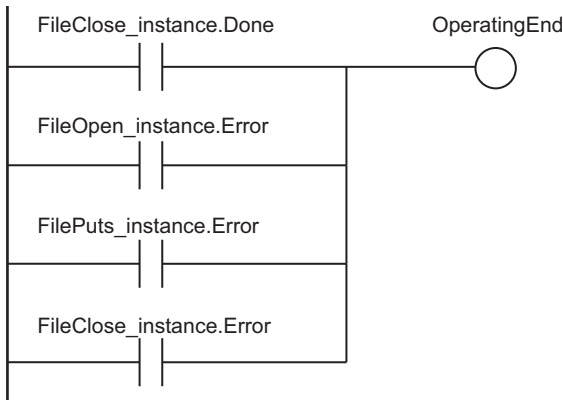 FileClose_instance.Done OperatingEnd
FileOpen_instance.Error
FilePuts_instance.Error
FileClose_instance.Error